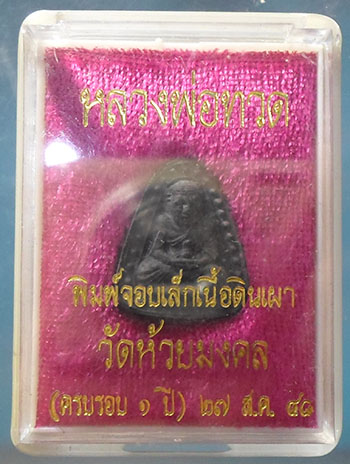 หลวงพ่อทวด
พิมพ์จอบเล็กเนื้อดินเผา
วัดห้วยมงคล
(ครบรอบ ๑ ปี) ๒๗ ส.ค. ๔๘